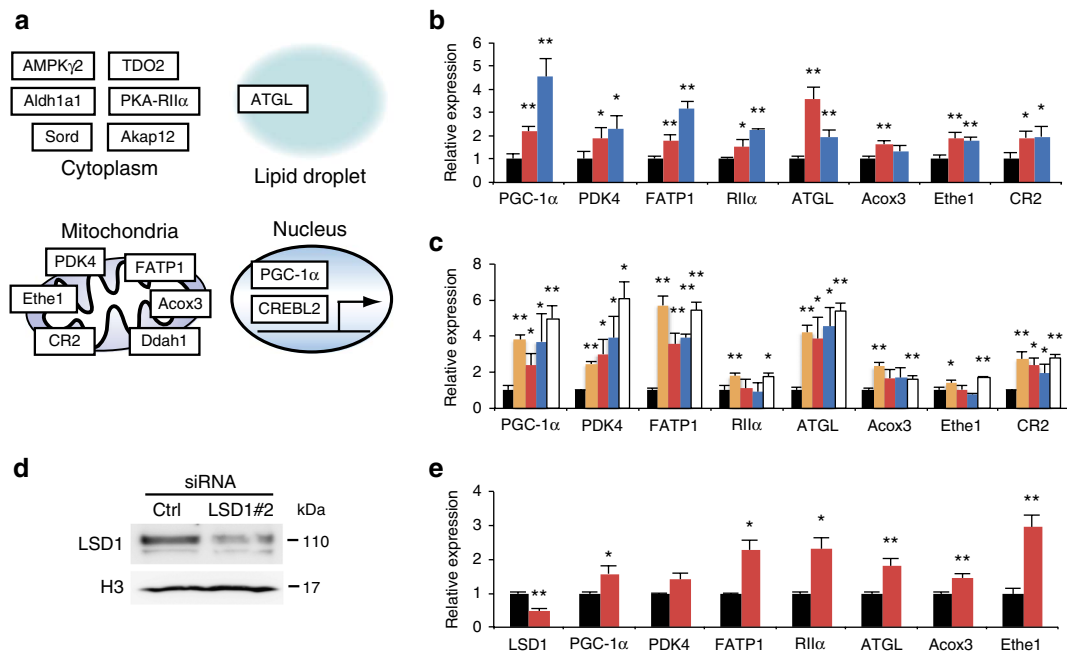 a
AMPKγ2 TDO2
Aldh1a1 PKA-RIIα
Sord Akap12
Cytoplasm
ATGL
Lipid droplet
Mitochondria
PDK4 FATP1
Ethe1 Acox3
CR2 Ddah1
Nucleus
PGC-1α
CREBL2
b
Relative expression
6
5
4
3
2
1
0
** ** * * ** ** * ** ** ** ** ** ** * *
PGC-1α PDK4 FATP1 RIIα ATGL Acox3 Ethe1 CR2
c
Relative expression
8
6
4
2
0
** * * ** ** * * * ** ** ** ** ** * ** * * ** ** ** * ** ** * * **
PGC-1α PDK4 FATP1 RIIα ATGL Acox3 Ethe1 CR2
d
siRNA
Ctrl LSD1#2 kDa
LSD1 110
H3 17
e
Relative expression
4
3
2
1
0
** * * * ** ** **
LSD1 PGC-1α PDK4 FATP1 RIIα ATGL Acox3 Ethe1